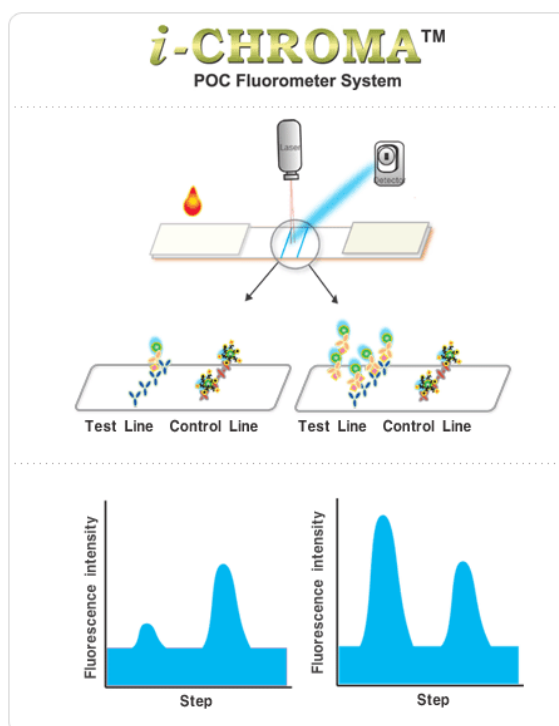 i-CHROMA™
POC Fluorometer System
Laser
Detector
Test Line Control Line
Test Line Control Line
Fluorescence intensity
Step
Fluorescence intensity
Step